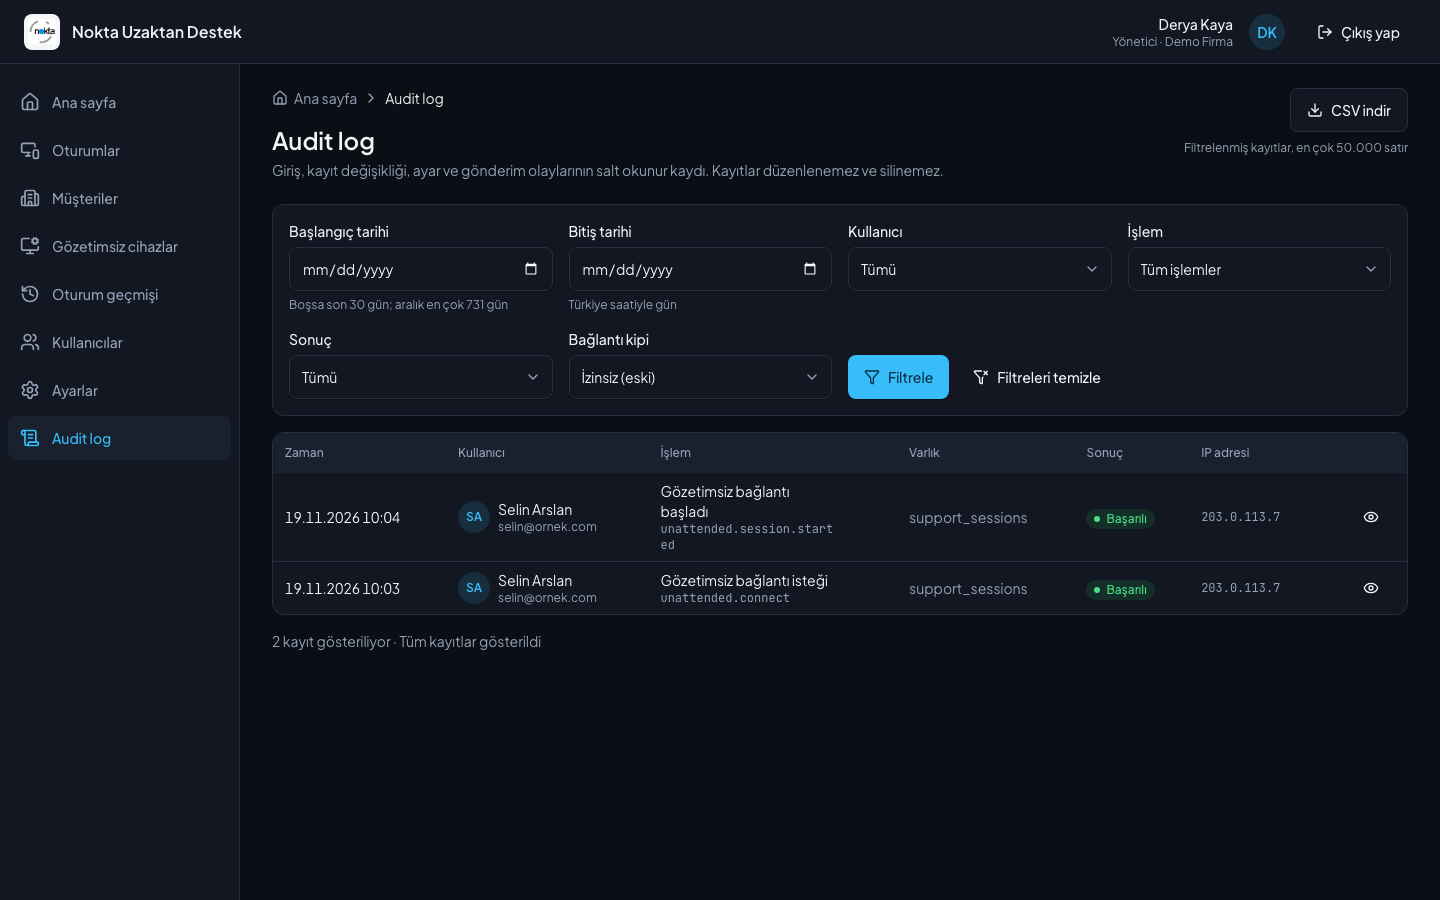 nokta
Nokta Uzaktan Destek
Derya Kaya
Yönetici · Demo Firma
DK
Çıkış yap
Ana sayfa
Oturumlar
Müşteriler
Gözetimsiz cihazlar
Oturum geçmişi
Kullanıcılar
Ayarlar
Audit log
Ana sayfa > Audit log
CSV indir
Audit log
Filtrelenmiş kayıtlar, en çok 50.000 satır
Giriş, kayıt değişikliği, ayar ve gönderim olaylarının salt okunur kaydı. Kayıtlar düzenlenemez ve silinemez.
Başlangıç tarihi
Bitiş tarihi
Kullanıcı
İşlem
mm/dd/yyyy
mm/dd/yyyy
Tümü
Tüm işlemler
Boşsa son 30 gün; aralık en çok 731 gün
Türkiye saatiyle gün
Sonuç
Bağlantı kipi
Tümü
İzinsiz (eski)
Filtrele
Filtreleri temizle
Zaman Kullanıcı İşlem Varlık Sonuç IP adresi
19.11.2026 10:04
SA
Selin Arslan
selin@ornek.com
Gözetimsiz bağlantı
başladı
unattended.session.start
ed
support_sessions
Başarılı
203.0.113.7
19.11.2026 10:03
SA
Selin Arslan
selin@ornek.com
Gözetimsiz bağlantı isteği
unattended.connect
support_sessions
Başarılı
203.0.113.7
2 kayıt gösteriliyor · Tüm kayıtlar gösterildi